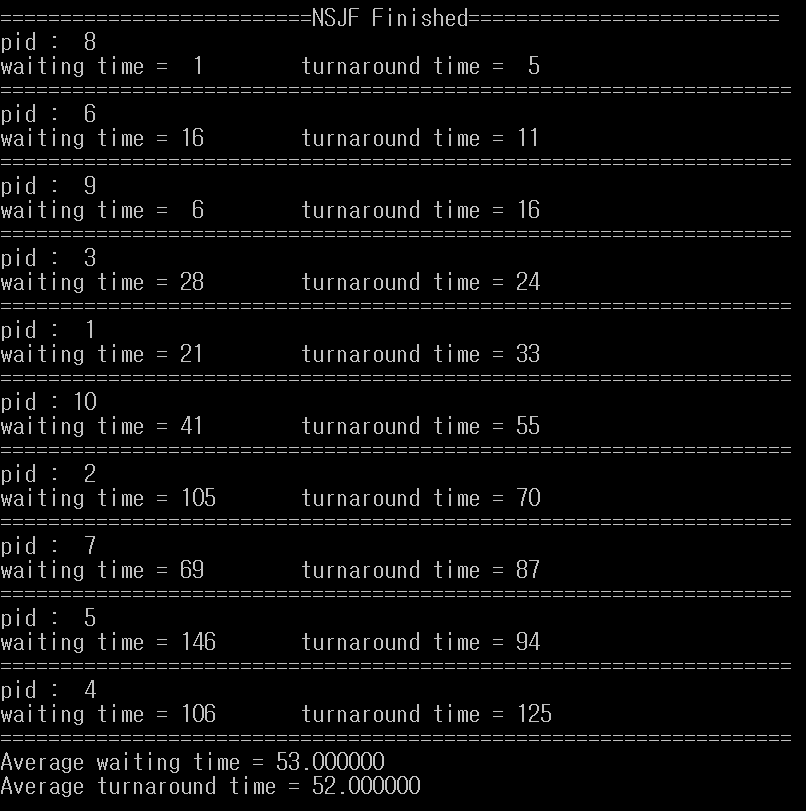 ==========================NSJF Finished==========================
pid :  8
waiting time =  1        turnaround time =  5
==================================================================
pid :  6
waiting time = 16        turnaround time = 11
==================================================================
pid :  9
waiting time =  6        turnaround time = 16
==================================================================
pid :  3
waiting time = 28        turnaround time = 24
==================================================================
pid :  1
waiting time = 21        turnaround time = 33
==================================================================
pid : 10
waiting time = 41        turnaround time = 55
==================================================================
pid :  2
waiting time = 105       turnaround time = 70
==================================================================
pid :  7
waiting time = 69        turnaround time = 87
==================================================================
pid :  5
waiting time = 146       turnaround time = 94
==================================================================
pid :  4
waiting time = 106       turnaround time = 125
==================================================================
Average waiting time = 53.000000
Average turnaround time = 52.000000